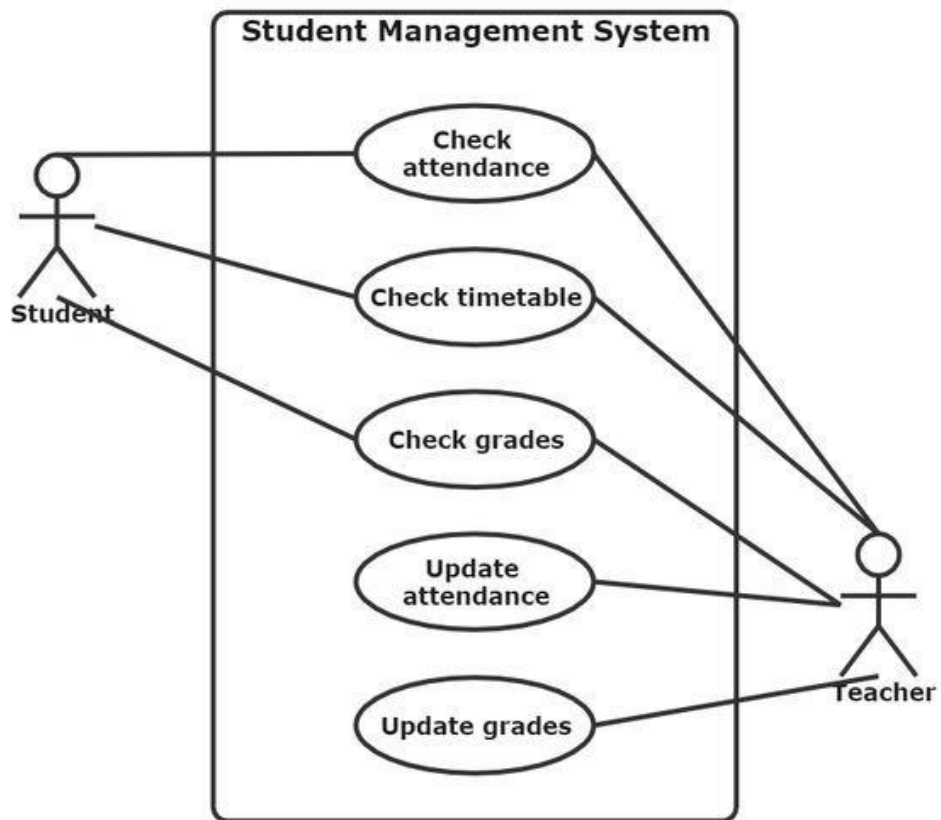 Student Management System
Check
attendance
Student
Check timetable
Check grades
Update
attendance
Teacher
Update grades